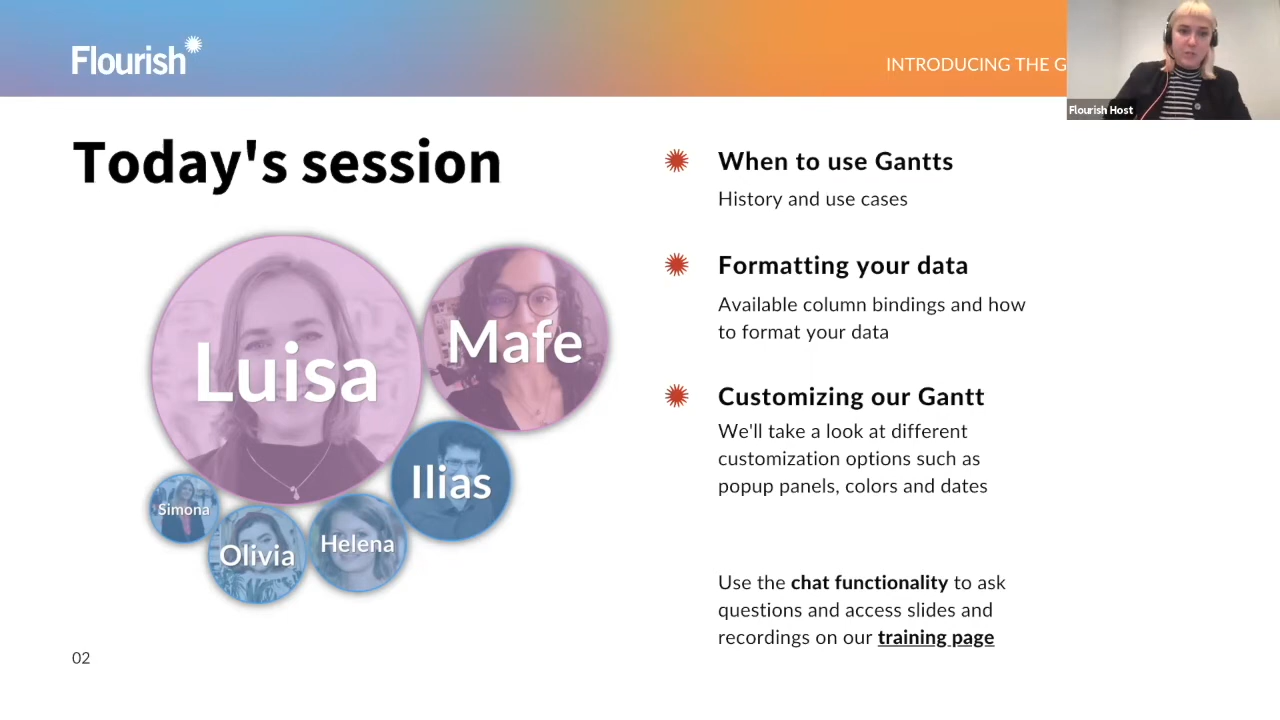 Flourish
INTRODUCING THE G
Flourish Host
Today's session
Luisa
Mafe
Ilias
Simona
Olivia
Helena
When to use Gantts
History and use cases
Formatting your data
Available column bindings and how
to format your data
Customizing our Gantt
We'll take a look at different
customization options such as
popup panels, colors and dates
Use the chat functionality to ask
questions and access slides and
recordings on our training page
02